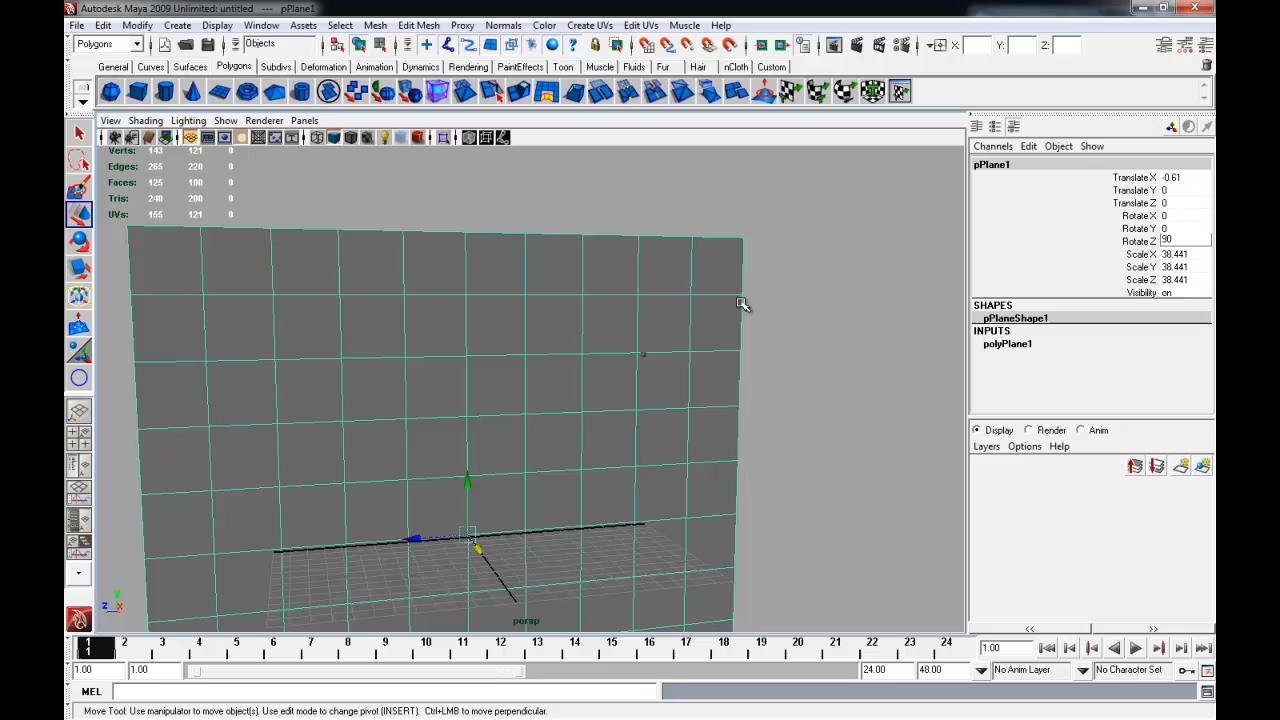 Autodesk Maya 2009 Unlimited: untitled --- pPlane1
File Edit Modify Create Display Window Assets Select Mesh Edit Mesh Proxy Normals Color Create UVs Edit UVs Muscle Help
Polygons Objects X: Y: Z:
General Curves Surfaces Polygons Subdivs Deformation Animation Dynamics Rendering PaintEffects Toon Muscle Fluids Fur Hair nCloth Custom
View Shading Lighting Show Renderer Panels
Verts: 143 121 0
Edges: 265 220 0
Faces: 125 100 0
Tris: 240 200 0
UVs: 155 121 0
persp
y
z x
Channels Edit Object Show
pPlane1
Translate X -0.61
Translate Y 0
Translate Z 0
Rotate X 0
Rotate Y 0
Rotate Z 90
Scale X 38.441
Scale Y 38.441
Scale Z 38.441
Visibility on
SHAPES
pPlaneShape1
INPUTS
polyPlane1
Display Render Anim
Layers Options Help
1 2 3 4 5 6 7 8 9 10 11 12 13 14 15 16 17 18 19 20 21 22 23 24
1 1.00
1.00 1.00 24.00 48.00 No Anim Layer No Character Set
MEL
Move Tool: Use manipulator to move object(s). Use edit mode to change pivot (INSERT). Ctrl+LMB to move perpendicular.